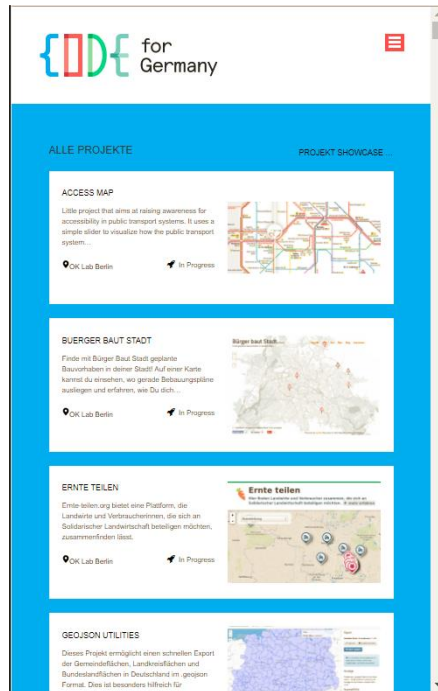 {CODE for
Germany
ALLE PROJEKTE
PROJEKT SHOWCASE ...
ACCESS MAP
Little project that aims at raising awareness for
accessibility in public transport systems. It uses a
simple slider to visualize how the public transport
system…
OK Lab Berlin
In Progress
BUERGER BAUT STADT
Finde mit Bürger Baut Stadt geplante
Bauvorhaben in deiner Stadt! Auf einer Karte
kannst du einsehen, wo gerade Bebauungspläne
ausliegen und erfahren, wie Du dich…
OK Lab Berlin
In Progress
Bürger baut Stadt
ERNTE TEILEN
Ernte-teilen.org bietet eine Plattform, die
Landwirte und Verbraucherinnen, die sich an
Solidarischer Landwirtschaft beteiligen möchten,
zusammenfinden lässt.
OK Lab Berlin
In Progress
Ernte teilen
GEOJSON UTILITIES
Dieses Projekt ermöglicht einen schnellen Export
der Gemeindeflächen, Landkreisflächen und
Bundeslandflächen in Deutschland im .geojson
Format. Dies ist besonders hilfreich für